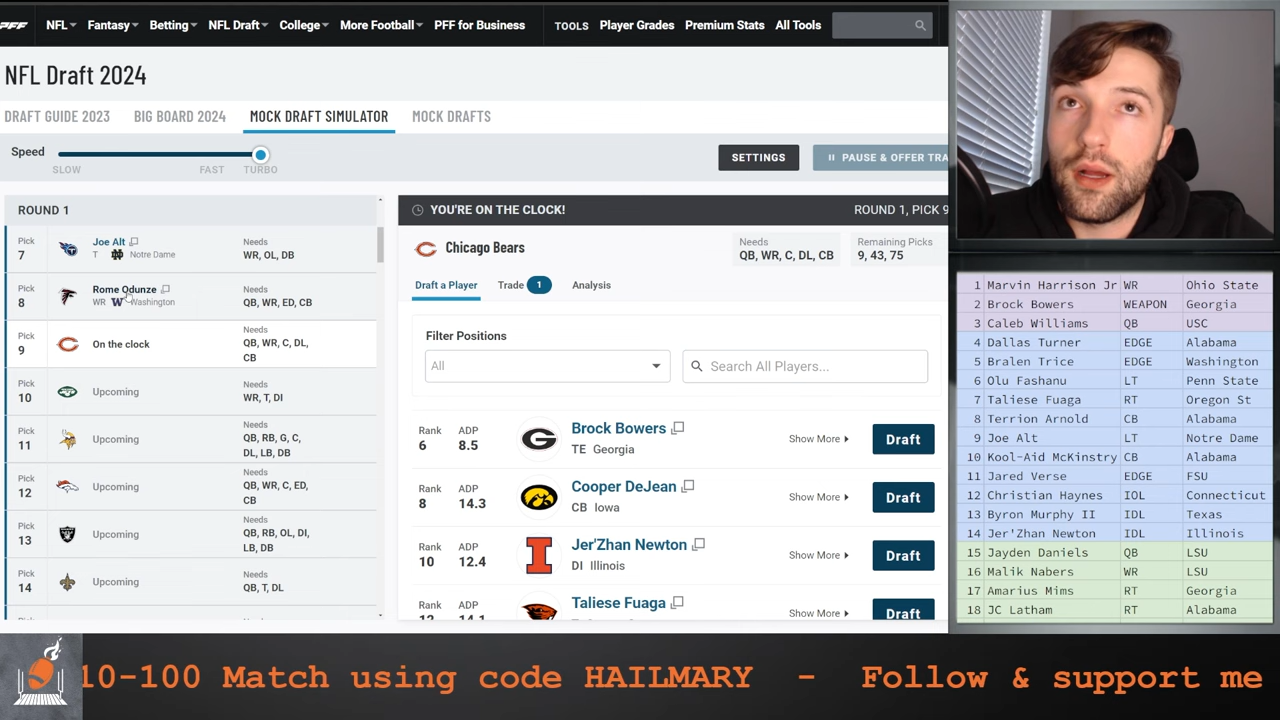 PFF NFL Fantasy Betting NFL Draft College More Football PFF for Business TOOLS Player Grades Premium Stats All Tools
NFL Draft 2024
DRAFT GUIDE 2023 BIG BOARD 2024 MOCK DRAFT SIMULATOR MOCK DRAFTS
Speed
SLOW FAST TURBO
SETTINGS
PAUSE & OFFER TRA
ROUND 1
Pick 7
Joe Alt
T Notre Dame
Needs
WR, OL, DB
Pick 8
Rome Odunze
WR W Washington
Needs
QB, WR, ED, CB
Pick 9
On the clock
Needs
QB, WR, C, DL,
CB
Pick 10
Upcoming
Needs
WR, T, DI
Pick 11
Upcoming
Needs
QB, RB, G, C,
DL, LB, DB
Pick 12
Upcoming
Needs
QB, WR, C, ED,
CB
Pick 13
Upcoming
Needs
QB, RB, OL, DI,
LB, DB
Pick 14
Upcoming
Needs
QB, T, DL
YOU'RE ON THE CLOCK! ROUND 1, PICK 9
Chicago Bears
Needs
QB, WR, C, DL, CB
Remaining Picks
9, 43, 75
Draft a Player Trade 1 Analysis
Filter Positions
All
Search All Players...
Rank 6 ADP 8.5
G
Brock Bowers
TE Georgia
Show More
Draft
Rank 8 ADP 14.3
Cooper DeJean
CB Iowa
Show More
Draft
Rank 10 ADP 12.4
I
Jer'Zhan Newton
DI Illinois
Show More
Draft
Rank ADP
Taliese Fuaga
Show More
Draft
1 Marvin Harrison Jr WR Ohio State
2 Brock Bowers WEAPON Georgia
3 Caleb Williams QB USC
4 Dallas Turner EDGE Alabama
5 Bralen Trice EDGE Washington
6 Olu Fashanu LT Penn State
7 Taliese Fuaga RT Oregon St
8 Terrion Arnold CB Alabama
9 Joe Alt LT Notre Dame
10 Kool-Aid McKinstry CB Alabama
11 Jared Verse EDGE FSU
12 Christian Haynes IOL Connecticut
13 Byron Murphy II IDL Texas
14 Jer'Zhan Newton IDL Illinois
15 Jayden Daniels QB LSU
16 Malik Nabers WR LSU
17 Amarius Mims RT Georgia
18 JC Latham RT Alabama
10-100 Match using code HAILMARY - Follow & support me